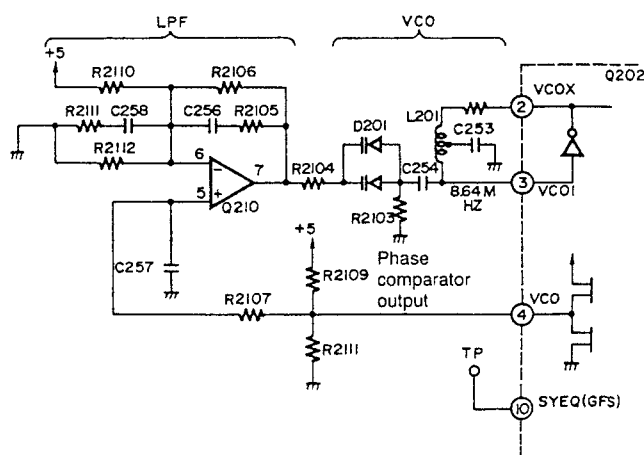 LPF
VCO
+5
R2110
R2106
Q202
VCOX
2
R2111
C258
C256
R2105
L201
C253
D201
R2112
6
7
R2104
C254
3
VCO1
5
Q210
8.64M
HZ
R2103
+5
C257
R2109
Phase
comparator
output
R2107
VCO
4
R2111
TP
10
SYEQ(GFS)